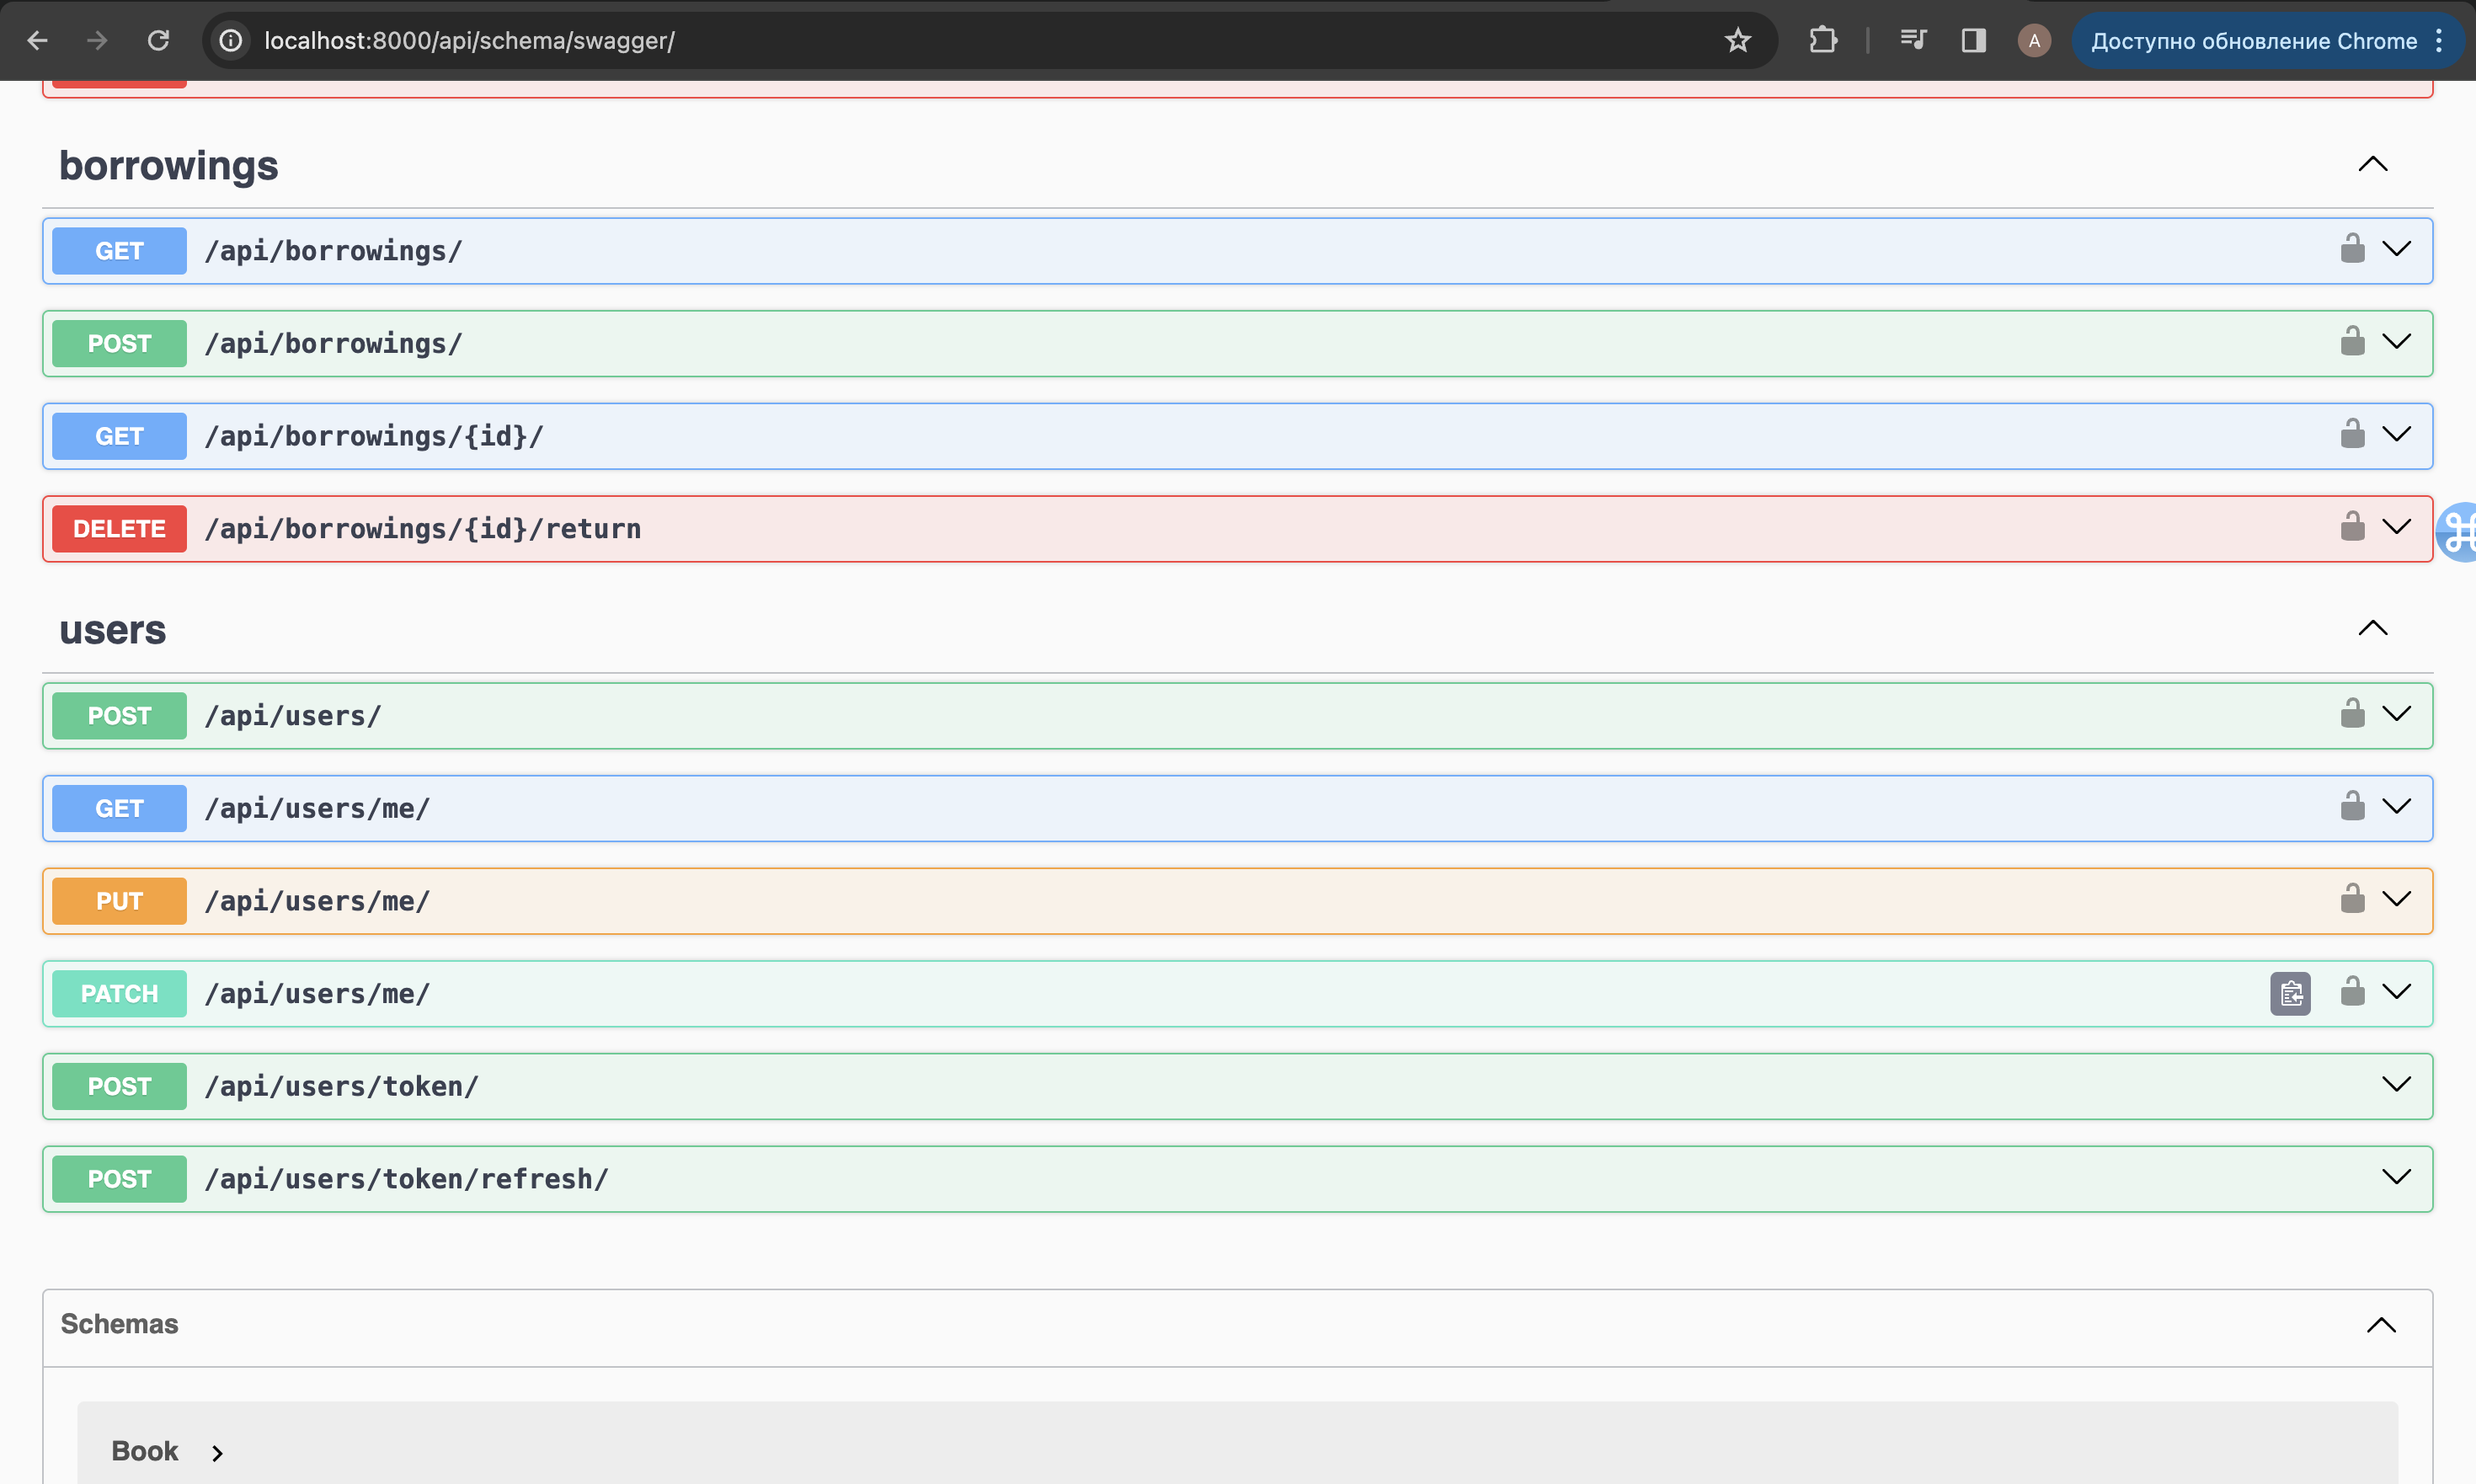 localhost:8000/api/schema/swagger/
A
Доступно обновление Chrome
borrowings
GET /api/borrowings/
POST /api/borrowings/
GET /api/borrowings/{id}/
DELETE /api/borrowings/{id}/return
users
POST /api/users/
GET /api/users/me/
PUT /api/users/me/
PATCH /api/users/me/
POST /api/users/token/
POST /api/users/token/refresh/
Schemas
Book